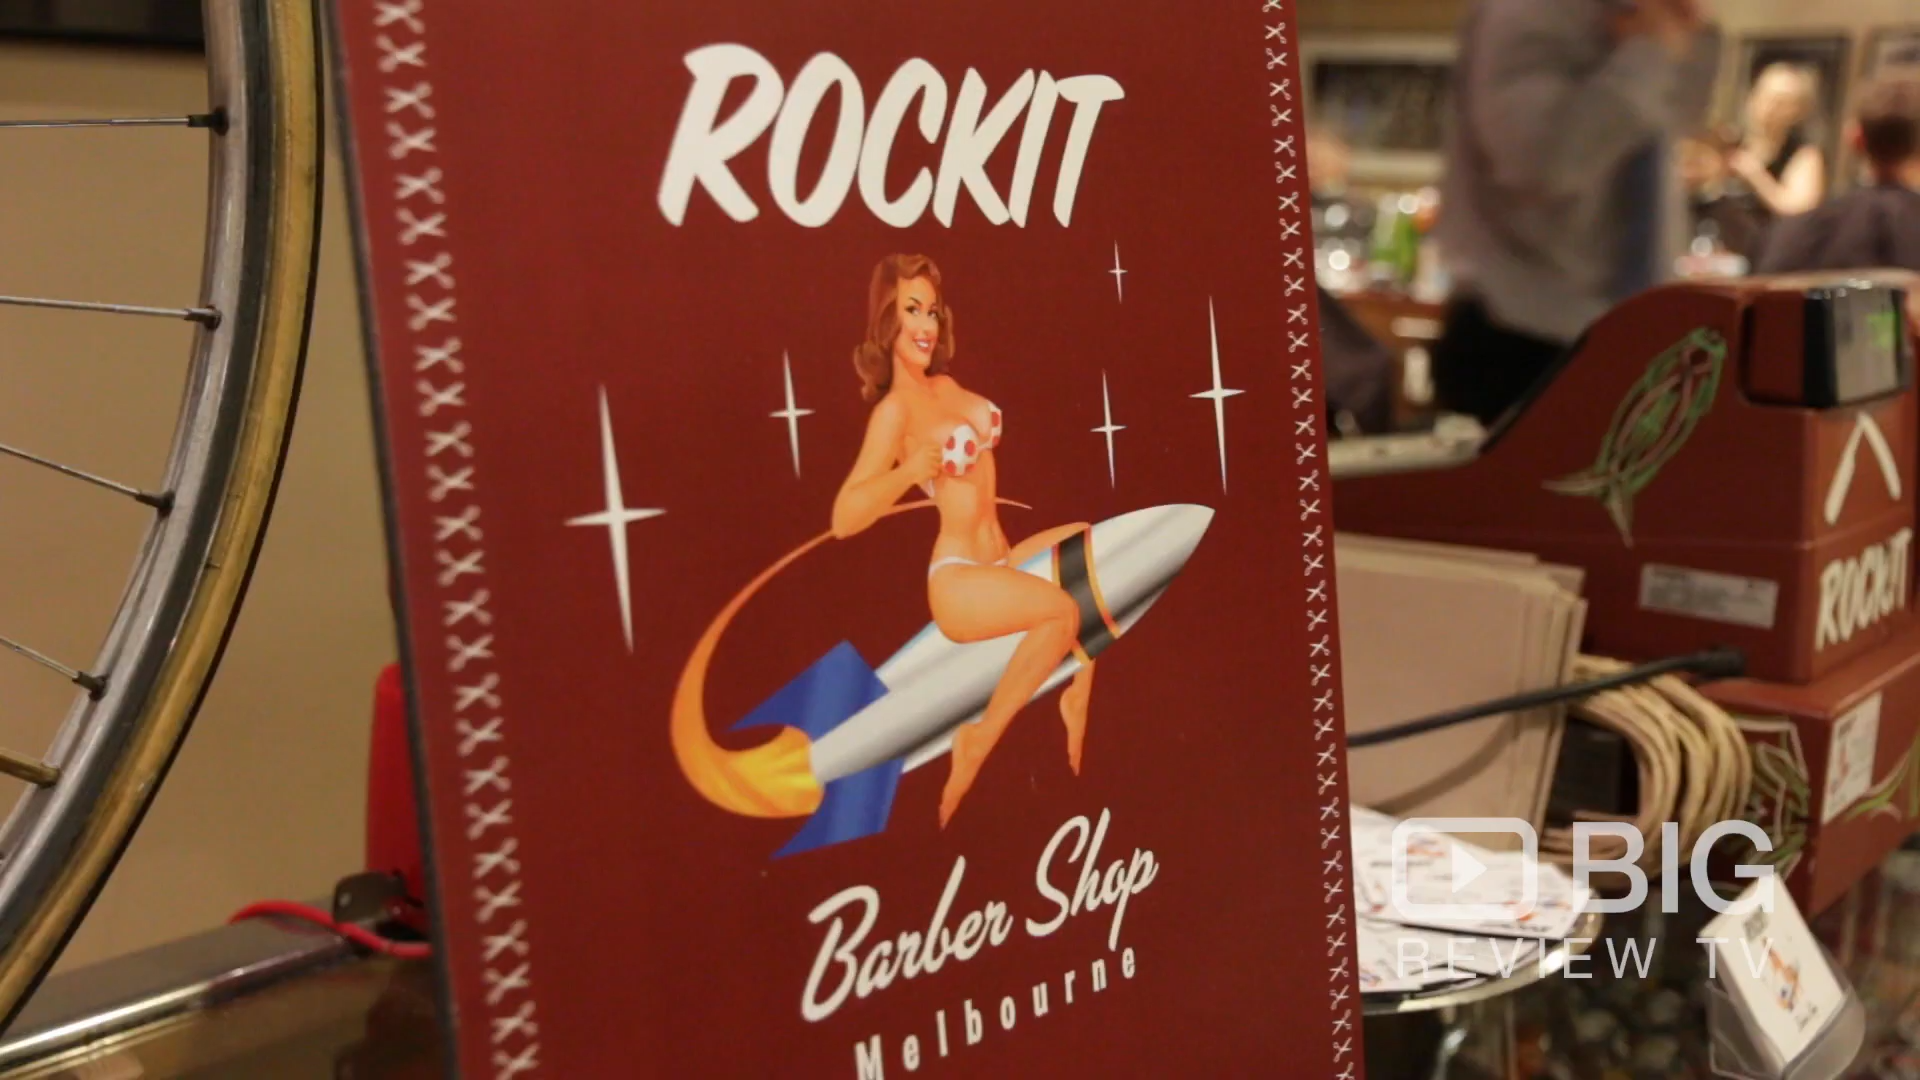 ROCKIT
Barber Shop
Melbourne
ROCKIT
BIG
REVIEW TV